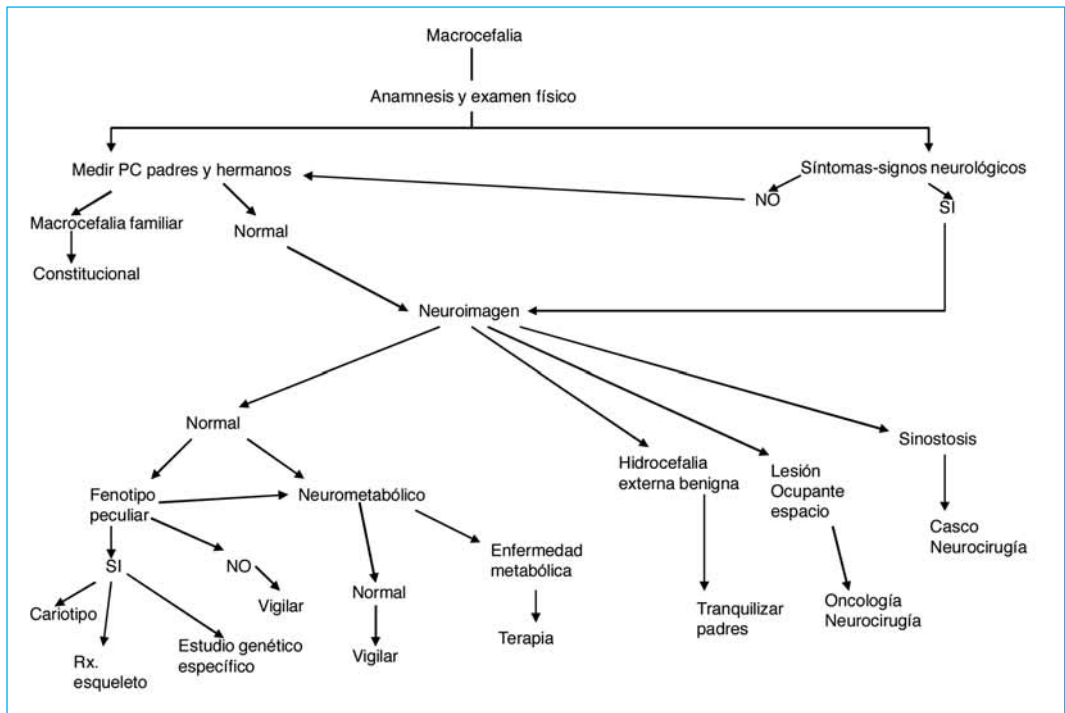 Macrocefalia
Anamnesis y examen físico
Medir PC padres y hermanos
Síntomas-signos neurológicos
NO
SI
Macrocefalia familiar
Normal
Constitucional
Neuroimagen
Normal
Sinostosis
Hidrocefalia
externa benigna
Lesión
Ocupante
espacio
Fenotipo
peculiar
Neurometabólico
Casco
Neurocirugía
Enfermedad
metabólica
SI
NO
Normal
Cariotipo
Vigilar
Tranquilizar
padres
Oncología
Neurocirugía
Terapia
Rx.
esqueleto
Estudio genético
específico
Vigilar